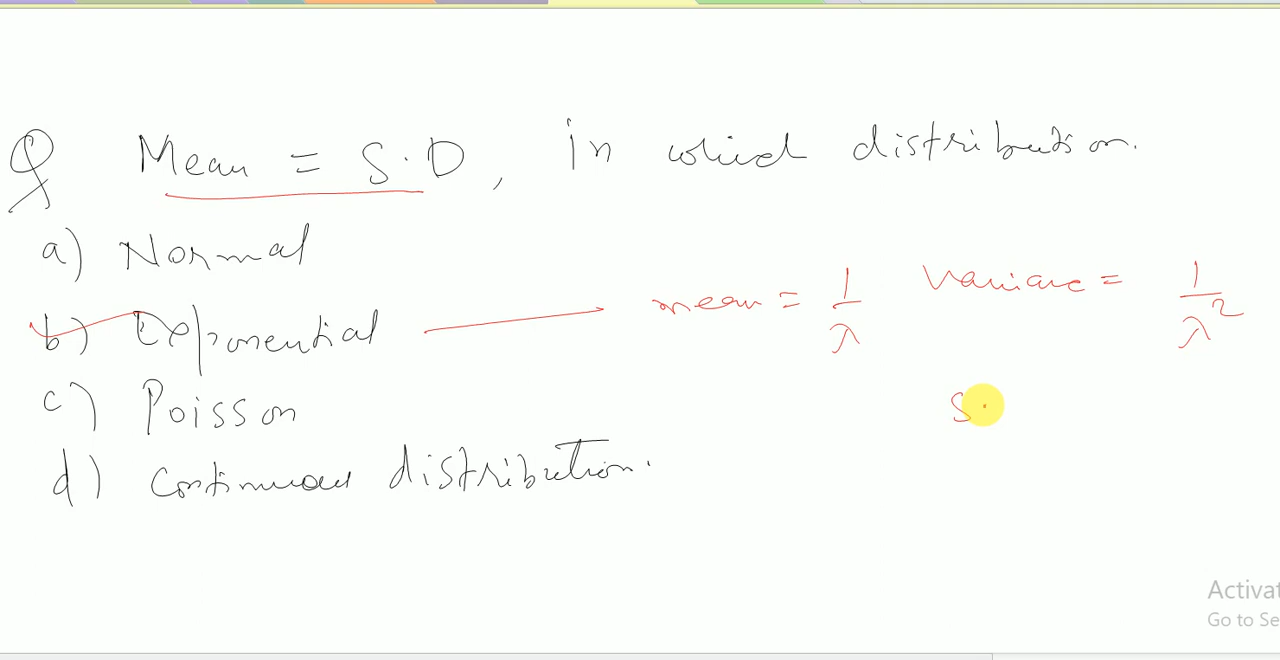 Q Mean = S.D, in which distribution.
a) Normal
b) Exponential mean = 1/λ variance = 1/λ²
c) Poisson S.
d) Continuous distribution.
Activat
Go to Se